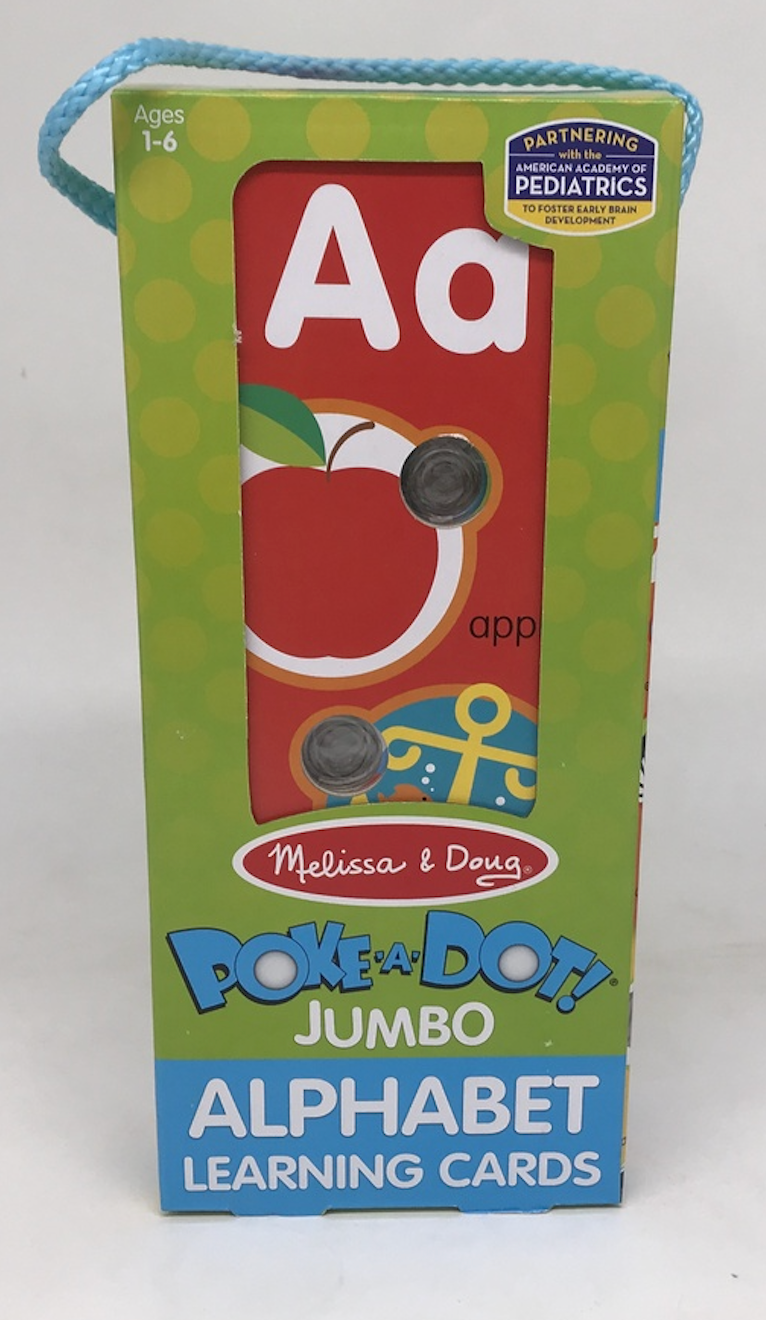 Ages
1-6
PARTNERING
with the
AMERICAN ACADEMY OF
PEDIATRICS
TO FOSTER EARLY BRAIN
DEVELOPMENT
Aa
app
Melissa & Doug®
POKE•A•DOT!®
JUMBO
ALPHABET
LEARNING CARDS